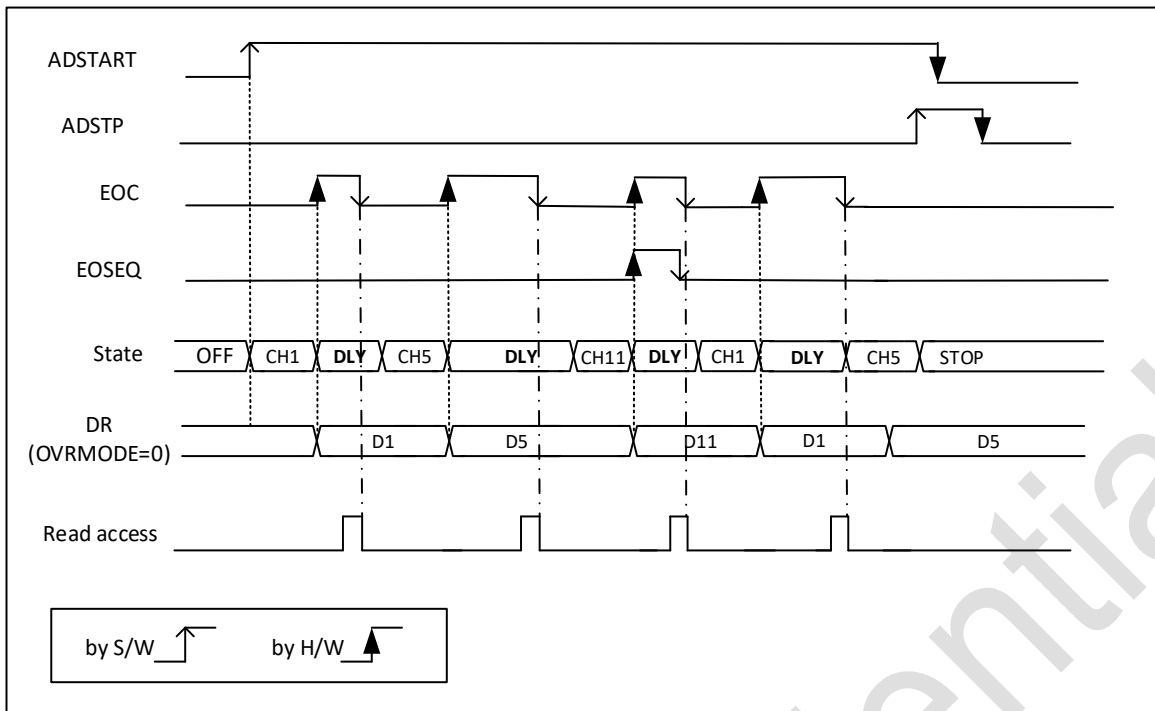 ADSTART
ADSTP
EOC
EOSEQ
State OFF CH1 DLY CH5 DLY CH11 DLY CH1 DLY CH5 STOP
DR
(OVRMODE=0) D1 D5 D11 D1 D5
Read access
by S/W by H/W